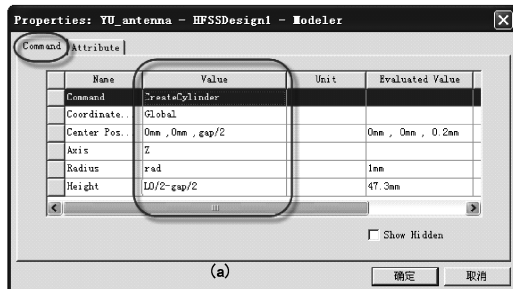 Properties: YU_antenna - HFSSDesign1 - Modeler
Command Attribute
Name Value Unit Evaluated Value
Command CreateCylinder
Coordinate.. Global
Center Pos.. 0mm ,0mm ,gap/2 0mm , 0mm , 0.2mm
Axis Z
Radius rad 1mm
Height L0/2-gap/2 47.3mm
Show Hidden
(a)
确定 取消